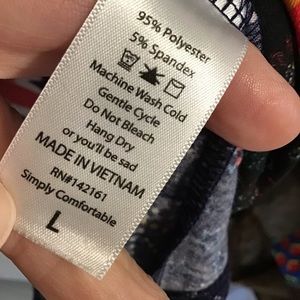 95% Polyester
5% Spandex
Machine Wash Cold
Gentle Cycle
Do Not Bleach
Hang Dry
or you'll be sad
MADE IN VIETNAM
RN#142161
Simply Comfortable
L